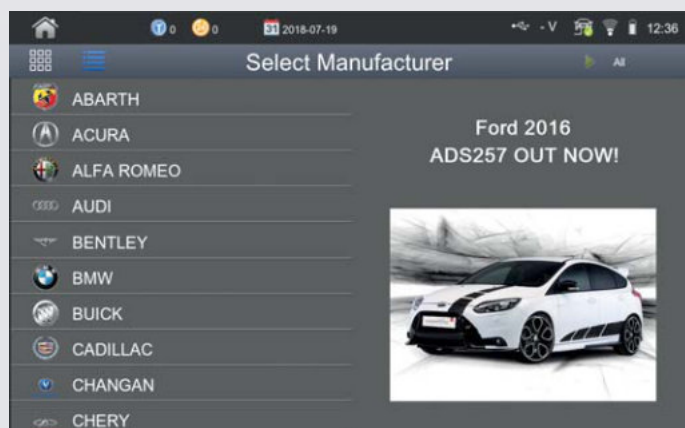 0 0 31 2018-07-19 - V 12:36
Select Manufacturer All
ABARTH
ACURA
ALFA ROMEO
AUDI
BENTLEY
BMW
BUICK
CADILLAC
CHANGAN
CHERY
Ford 2016
ADS257 OUT NOW!